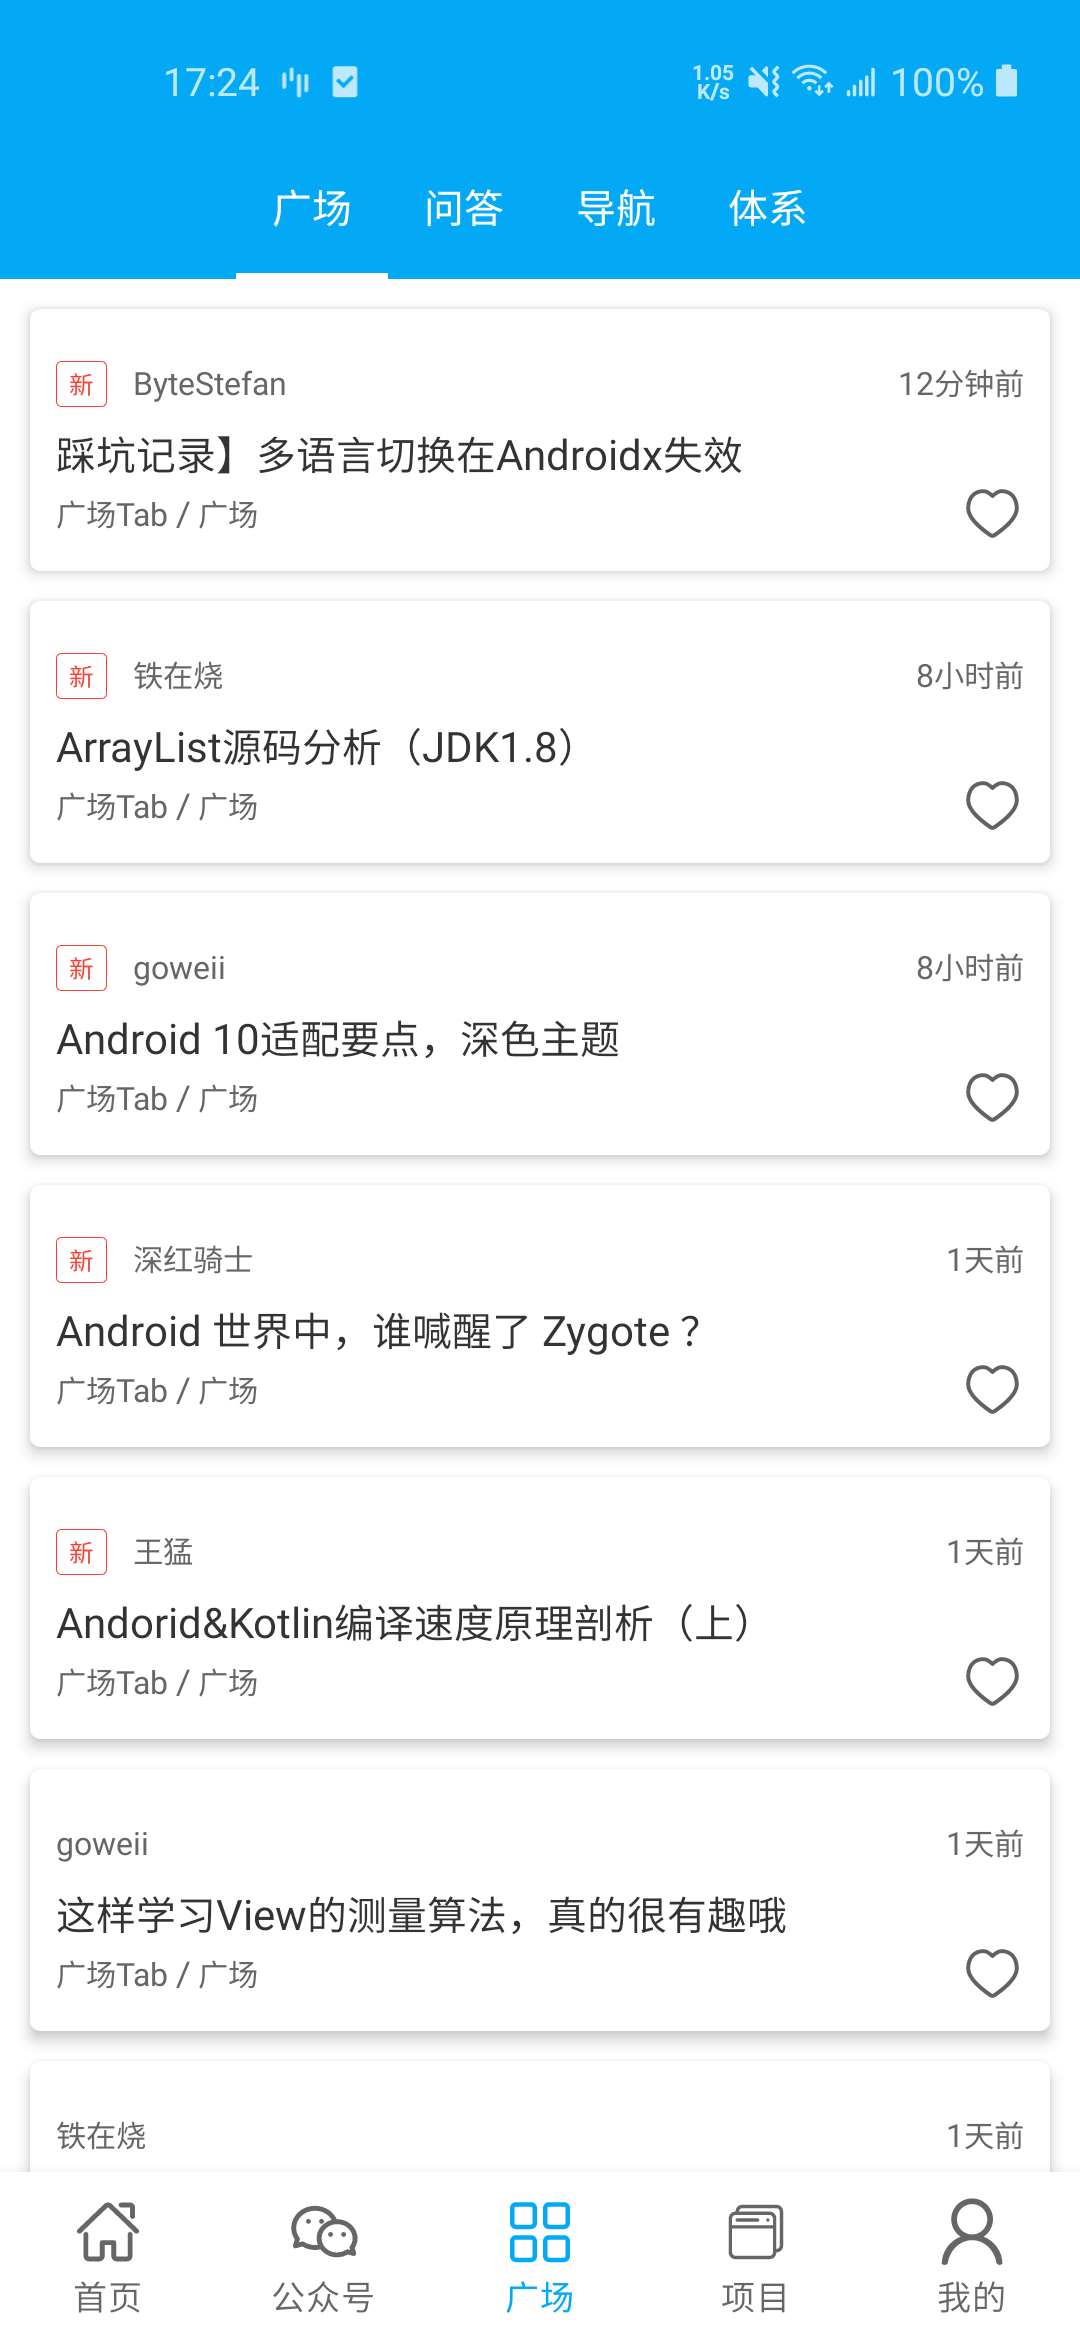 17:24 1.05 K/s 100%
广场 问答 导航 体系
新 ByteStefan 12分钟前
踩坑记录】多语言切换在Androidx失效
广场Tab / 广场
新 铁在烧 8小时前
ArrayList源码分析（JDK1.8）
广场Tab / 广场
新 goweii 8小时前
Android 10适配要点，深色主题
广场Tab / 广场
新 深红骑士 1天前
Android 世界中，谁喊醒了 Zygote ？
广场Tab / 广场
新 王猛 1天前
Andorid&Kotlin编译速度原理剖析（上）
广场Tab / 广场
goweii 1天前
这样学习View的测量算法，真的很有趣哦
广场Tab / 广场
铁在烧 1天前
首页 公众号 广场 项目 我的